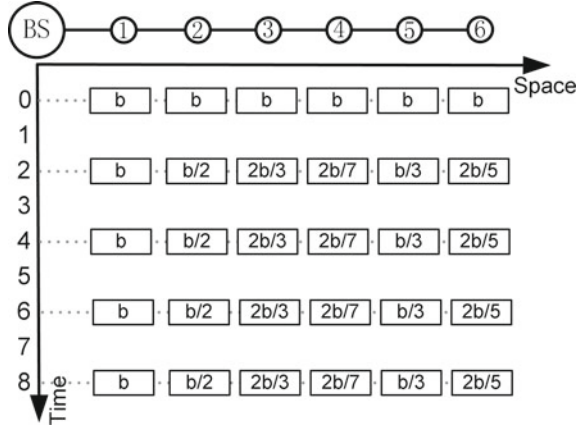 BS ① ② ③ ④ ⑤ ⑥
Space
0 b b b b b b
1
2 b b/2 2b/3 2b/7 b/3 2b/5
3
4 b b/2 2b/3 2b/7 b/3 2b/5
5
6 b b/2 2b/3 2b/7 b/3 2b/5
7
8 b b/2 2b/3 2b/7 b/3 2b/5
Time